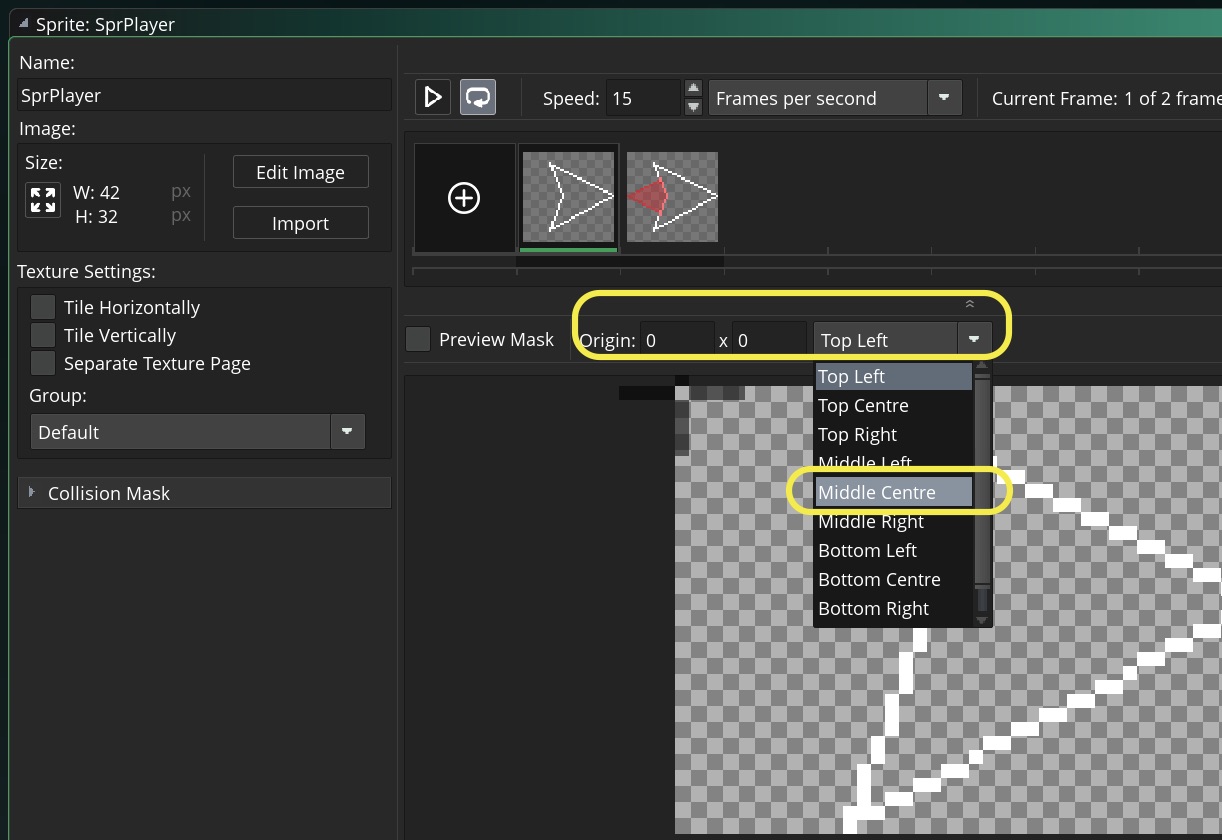 Sprite: SprPlayer
Name:
SprPlayer
Image:
Size:
W: 42 px
H: 32 px
Edit Image
Import
Texture Settings:
Tile Horizontally
Tile Vertically
Separate Texture Page
Group:
Default
Collision Mask
Speed: 15 Frames per second Current Frame: 1 of 2 frame
Preview Mask Origin: 0 x 0 Top Left
Top Left
Top Centre
Top Right
Middle Left
Middle Centre
Middle Right
Bottom Left
Bottom Centre
Bottom Right